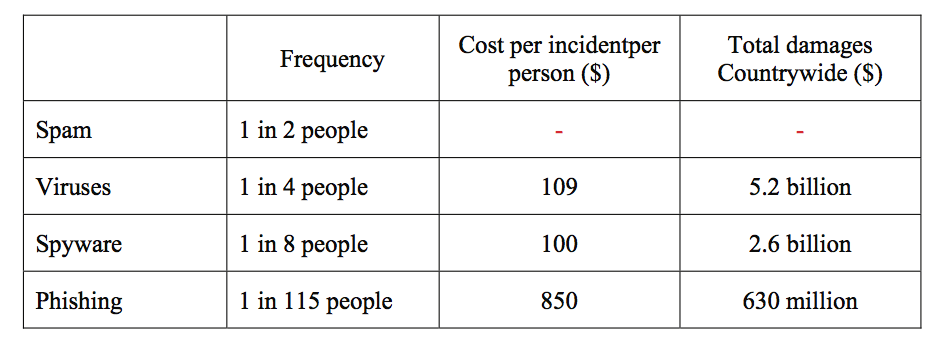 Frequency
Cost per incidentper
person ($)
Total damages
Countrywide ($)
Spam 1 in 2 people - -
Viruses 1 in 4 people 109 5.2 billion
Spyware 1 in 8 people 100 2.6 billion
Phishing 1 in 115 people 850 630 million